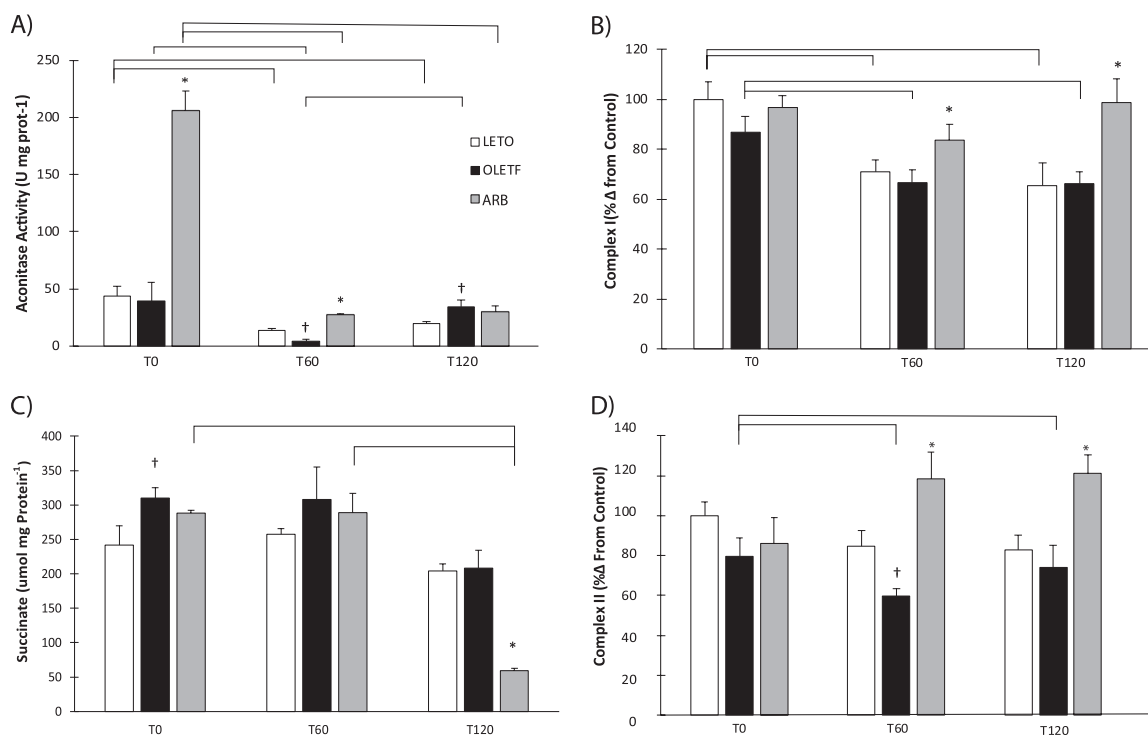 A)
Aconitase Activity (U mg prot-1)
250
200
150
100
50
0
*
†
*
†
LETO
OLETF
ARB
T0
T60
T120
B)
Complex I(% Δ from Control)
120
100
80
60
40
20
0
*
*
T0
T60
T120
C)
Succinate (umol mg Protein-1)
400
350
300
250
200
150
100
50
0
†
*
T0
T60
T120
D)
Complex II (%Δ From Control)
140
120
100
80
60
40
20
0
†
*
*
T0
T60
T120